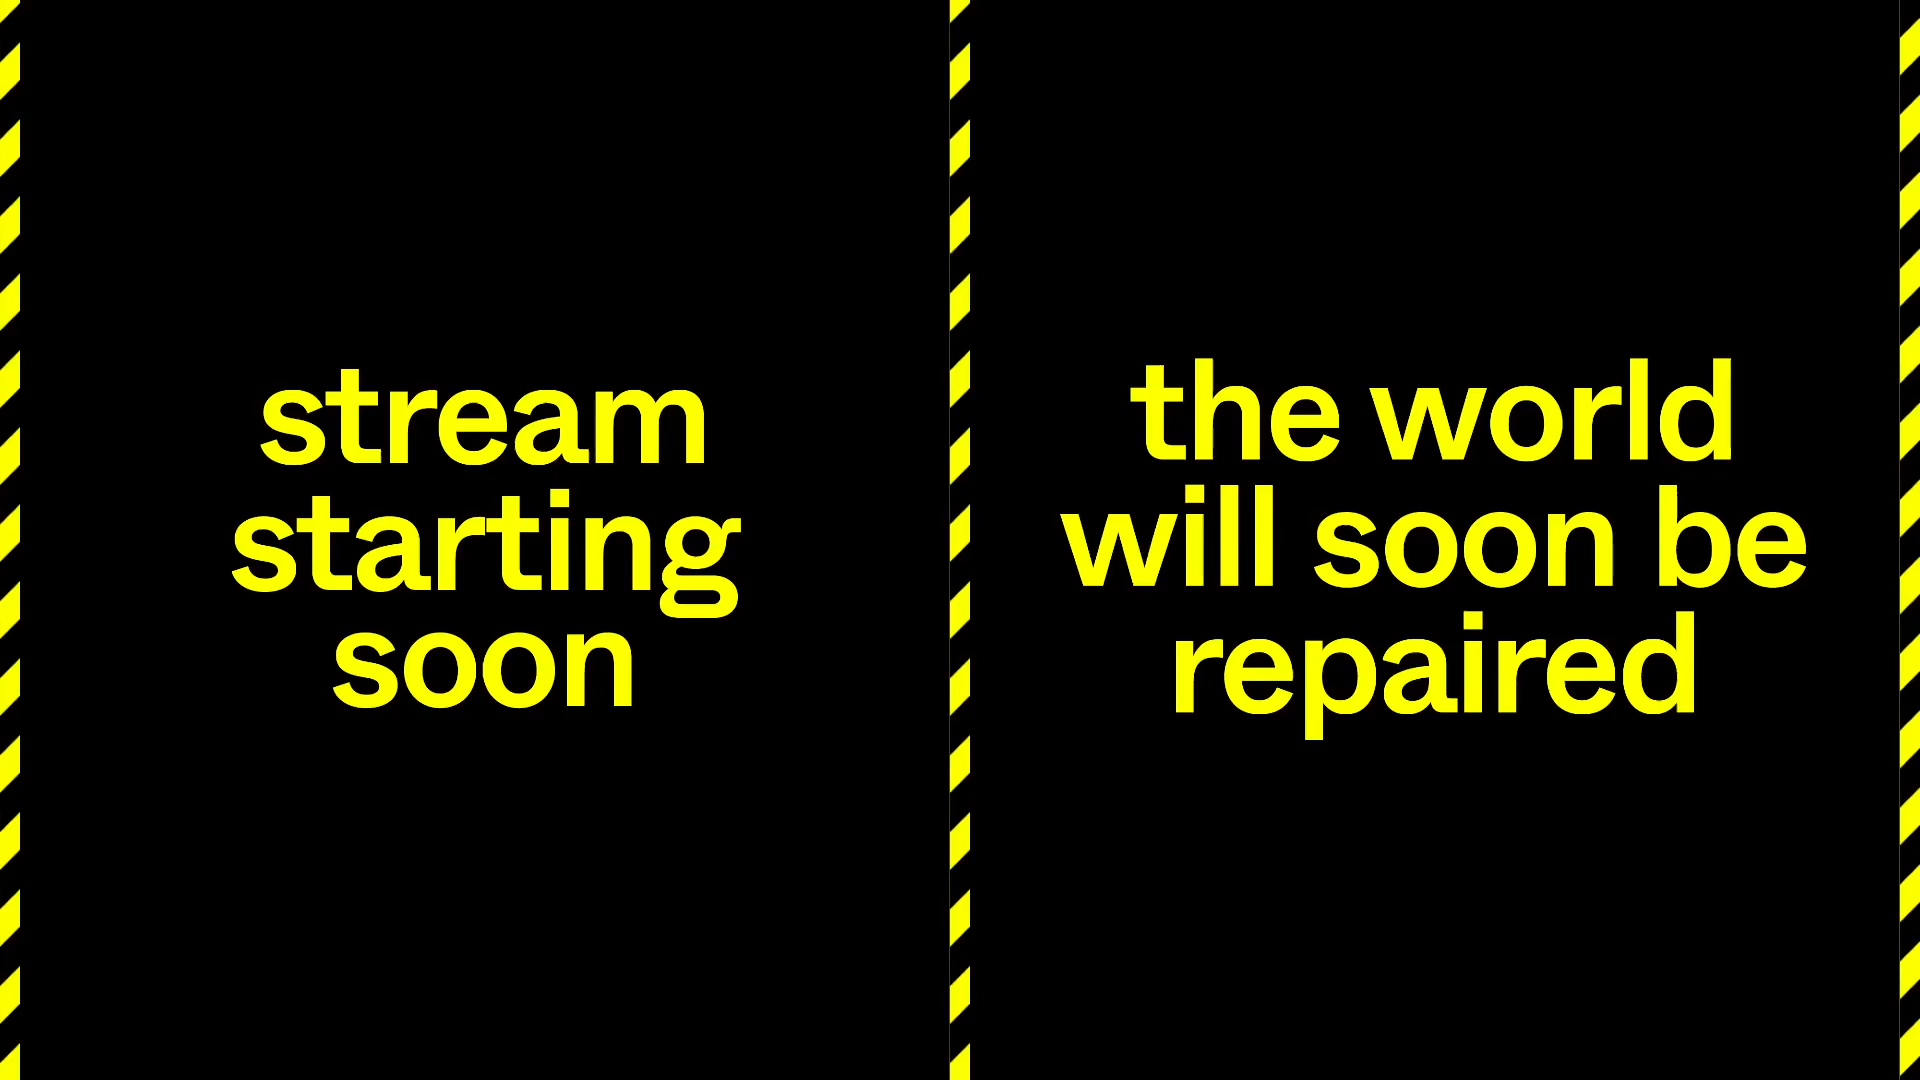 stream
starting
soon
the world
will soon be
repaired